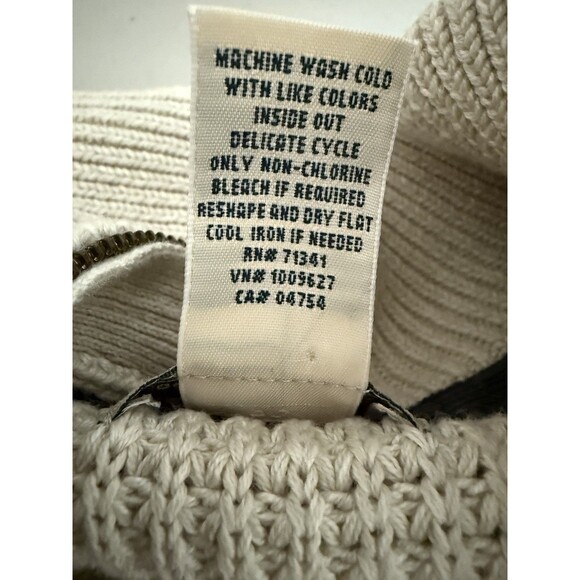 MACHINE WASH COLD
WITH LIKE COLORS
INSIDE OUT
DELICATE CYCLE
ONLY NON-CHLORINE
BLEACH IF REQUIRED
RESHAPE AND DRY FLAT
COOL IRON IF NEEDED
RN# 71341
VN# 1009627
CA# 04754